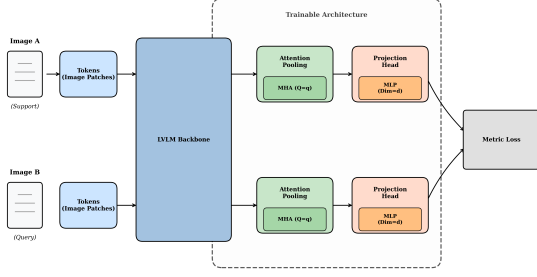 Trainable Architecture
Image A
(Support)
Tokens
(Image Patches)
LVLM Backbone
Attention
Pooling
MHA (Q=q)
Projection
Head
MLP
(Dim=d)
Metric Loss
Image B
(Query)
Tokens
(Image Patches)
Attention
Pooling
MHA (Q=q)
Projection
Head
MLP
(Dim=d)